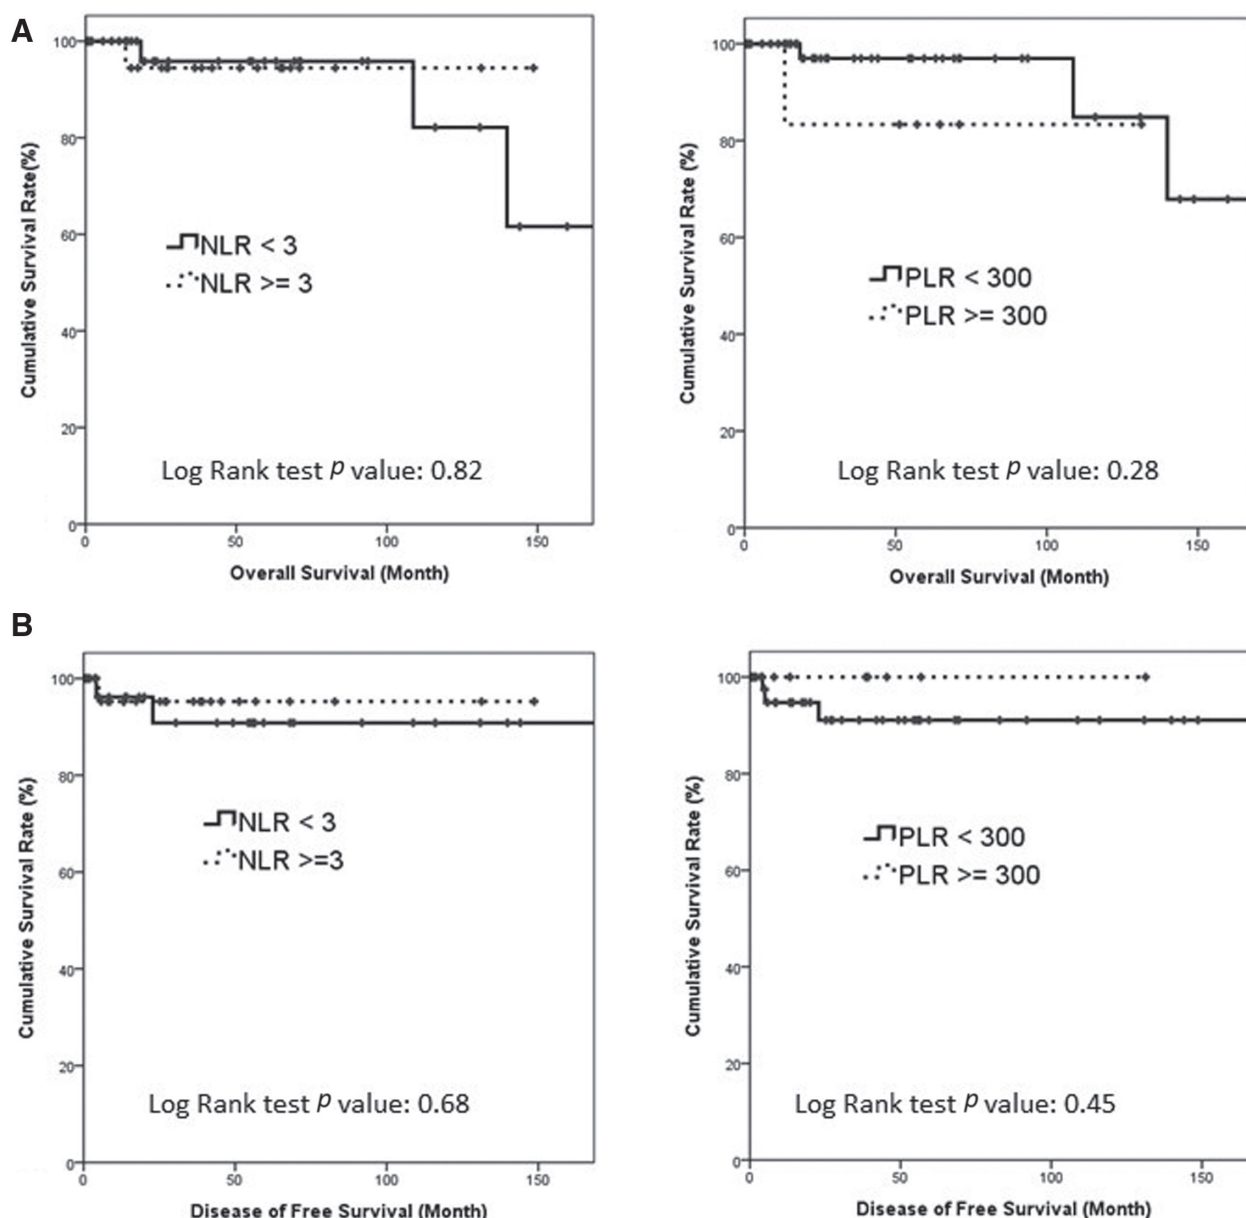 A
Cumulative Survival Rate(%)
100
80
60
40
20
0
NLR < 3
NLR >= 3
Log Rank test p value: 0.82
0 50 100 150
Overall Survival (Month)
Cumulative Survival Rate (%)
100
80
60
40
20
0
PLR < 300
PLR >= 300
Log Rank test p value: 0.28
0 50 100 150
Overall Survival (Month)
B
Cumulative Survival Rate (%)
100
80
60
40
20
0
NLR < 3
NLR >=3
Log Rank test p value: 0.68
0 50 100 150
Disease of Free Survival (Month)
Cumulative Survival Rate (%)
100
80
60
40
20
0
PLR < 300
PLR >= 300
Log Rank test p value: 0.45
0 50 100 150
Disease of Free Survival (Month)